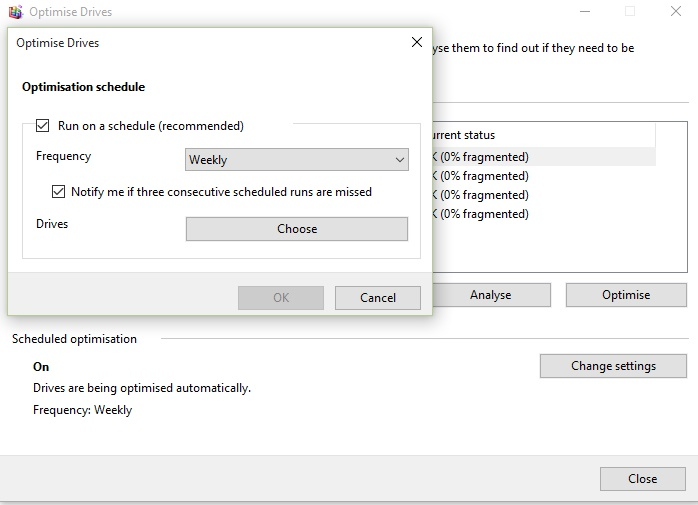 Optimise Drives
yse them to find out if they need to be
Optimise Drives
Optimisation schedule
Run on a schedule (recommended)
Frequency
Weekly
Notify me if three consecutive scheduled runs are missed
Drives
Choose
OK
Cancel
urrent status
K (0% fragmented)
K (0% fragmented)
K (0% fragmented)
K (0% fragmented)
Analyse
Optimise
Scheduled optimisation
On
Change settings
Drives are being optimised automatically.
Frequency: Weekly
Close